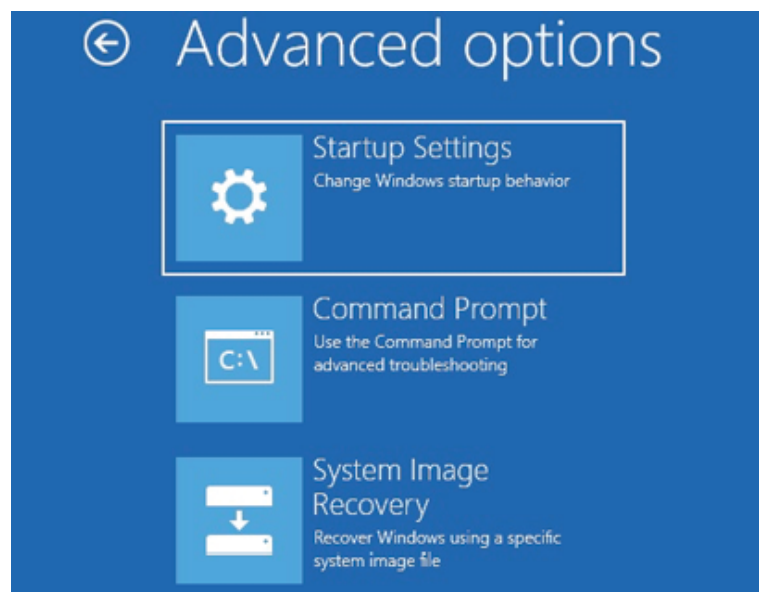 Advanced options
Startup Settings
Change Windows startup behavior
Command Prompt
Use the Command Prompt for
advanced troubleshooting
C:\
System Image
Recovery
Recover Windows using a specific
system image file